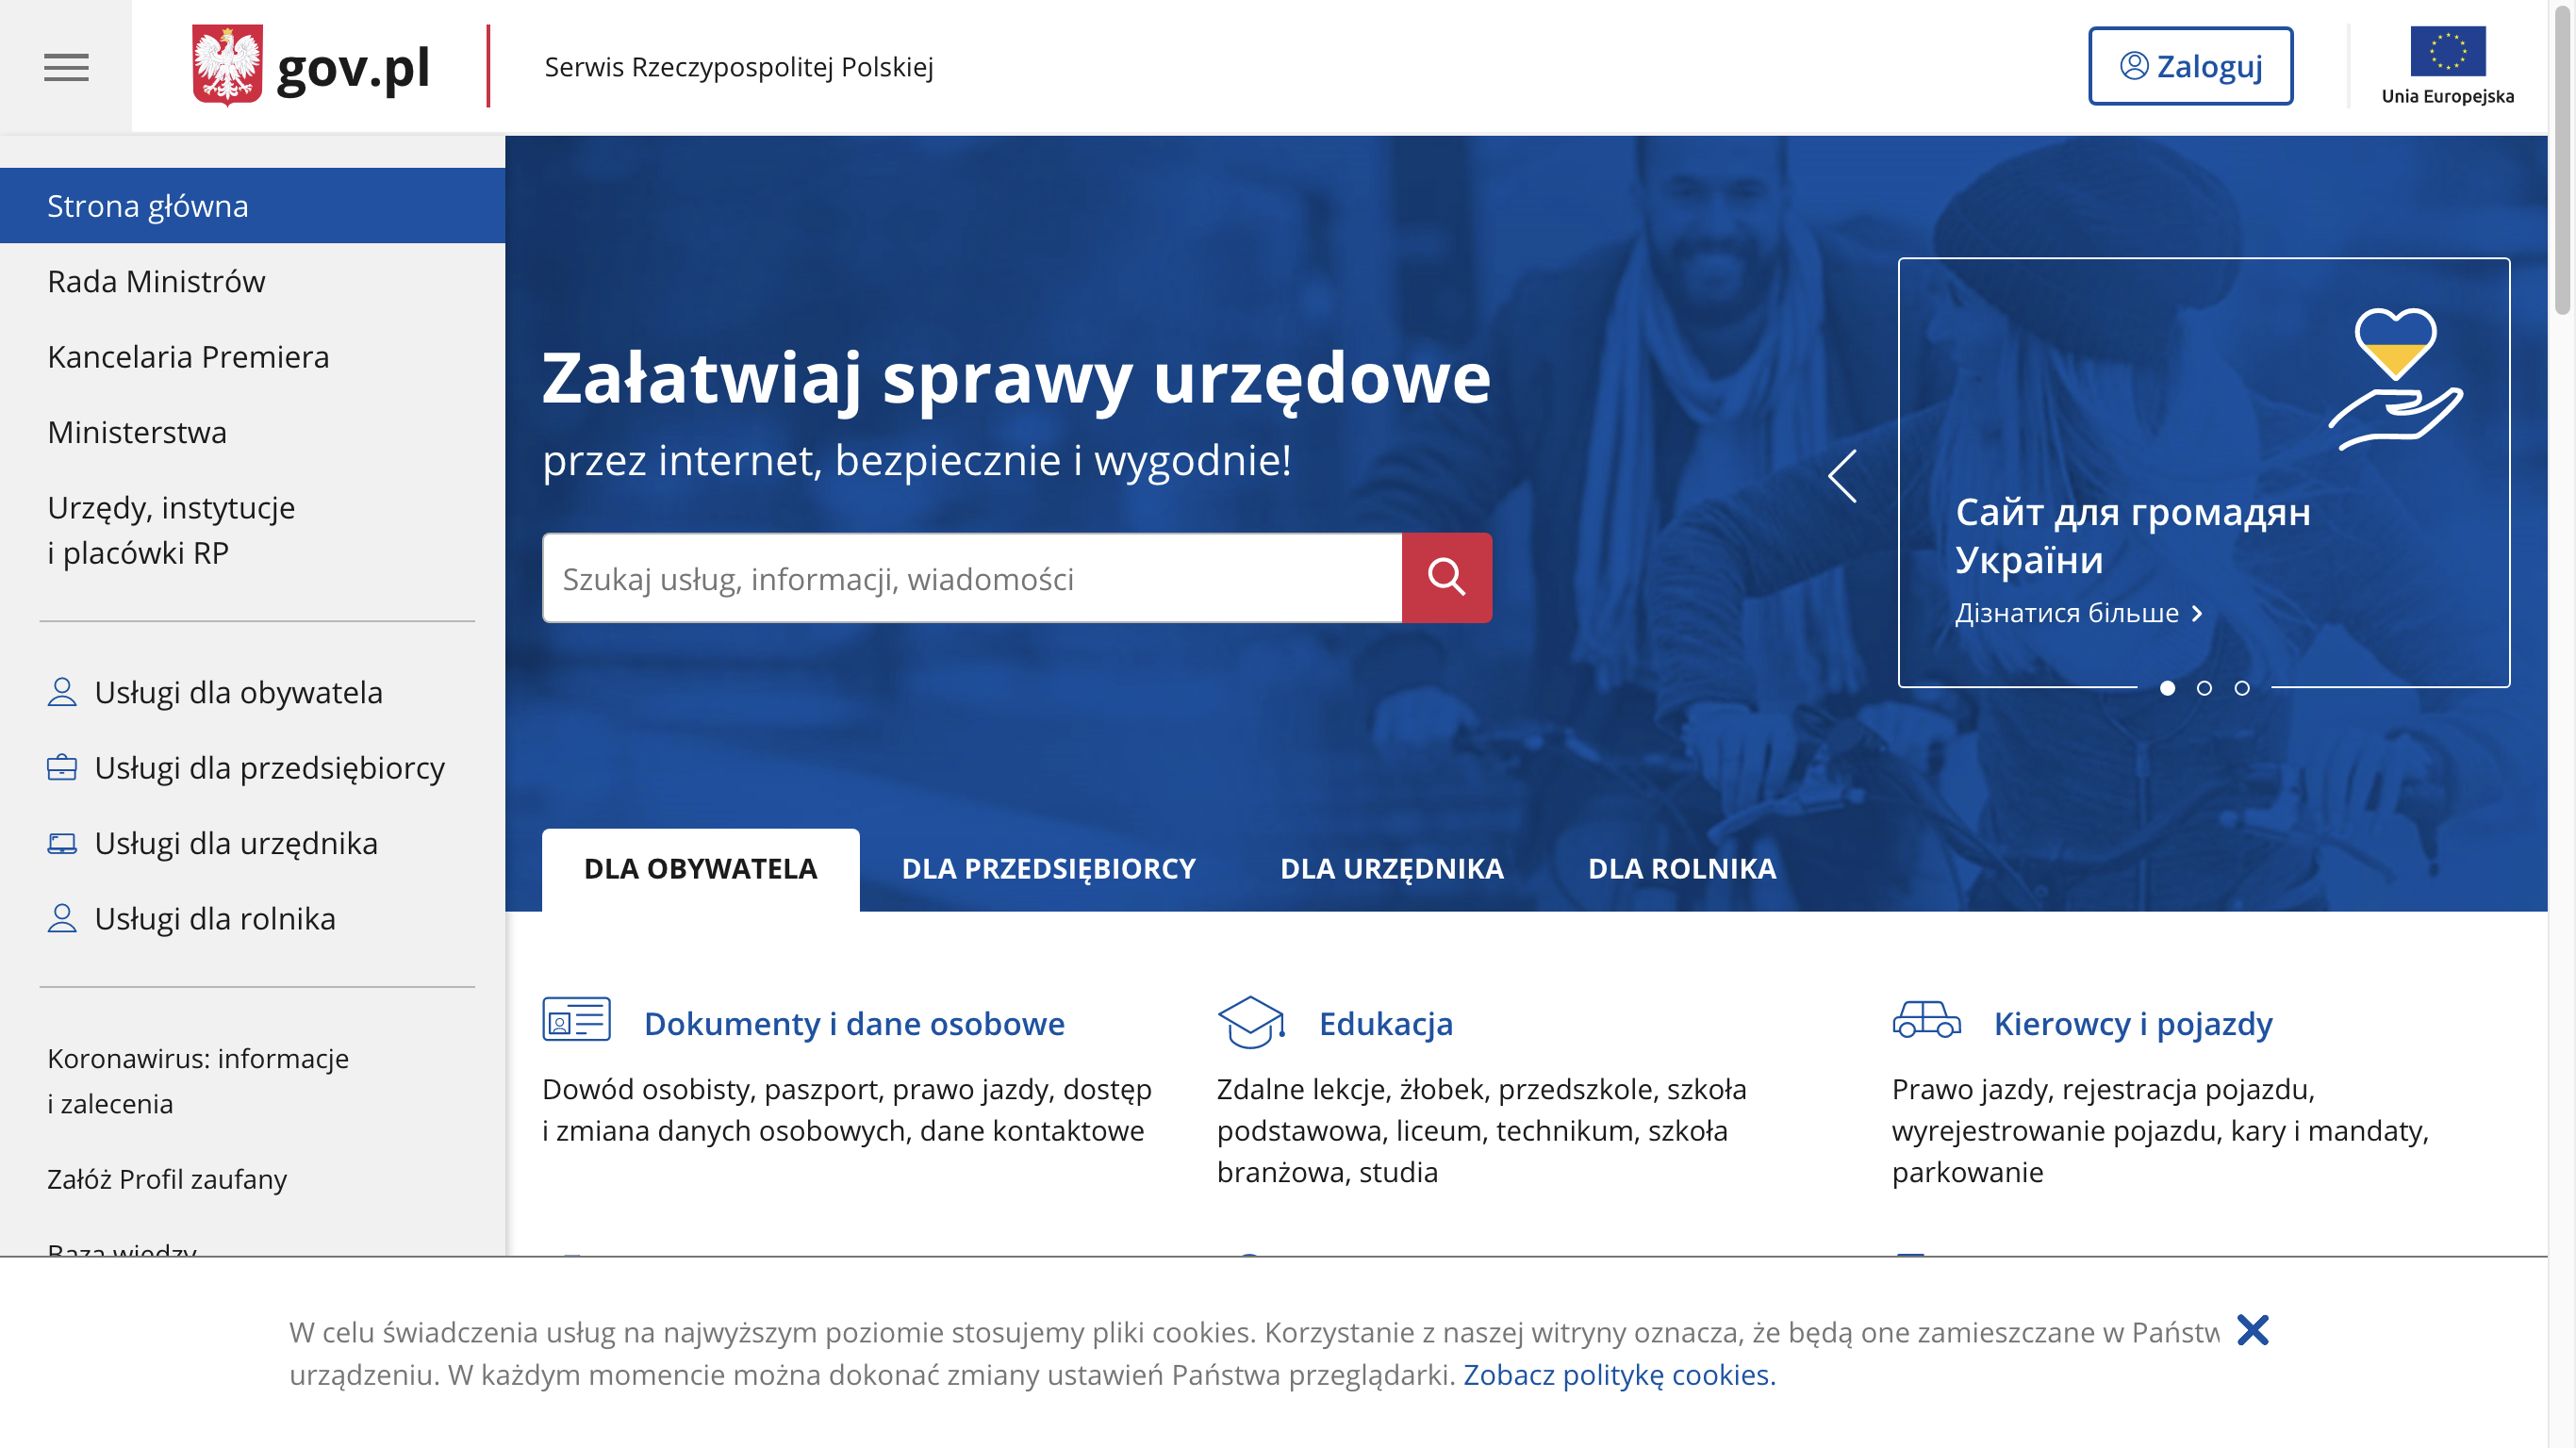 gov.pl
Serwis Rzeczypospolitej Polskiej
Zaloguj
Unia Europejska
Strona główna
Rada Ministrów
Kancelaria Premiera
Ministerstwa
Urzędy, instytucje
i placówki RP
Usługi dla obywatela
Usługi dla przedsiębiorcy
Usługi dla urzędnika
Usługi dla rolnika
Koronawirus: informacje
i zalecenia
Załóż Profil zaufany
Baza wiedzy
Załatwiaj sprawy urzędowe
przez internet, bezpiecznie i wygodnie!
Szukaj usług, informacji, wiadomości
Сайт для громадян
України
Дізнатися більше
DLA OBYWATELA
DLA PRZEDSIĘBIORCY
DLA URZĘDNIKA
DLA ROLNIKA
Dokumenty i dane osobowe
Dowód osobisty, paszport, prawo jazdy, dostęp
i zmiana danych osobowych, dane kontaktowe
Edukacja
Zdalne lekcje, żłobek, przedszkole, szkoła
podstawowa, liceum, technikum, szkoła
branżowa, studia
Kierowcy i pojazdy
Prawo jazdy, rejestracja pojazdu,
wyrejestrowanie pojazdu, kary i mandaty,
parkowanie
W celu świadczenia usług na najwyższym poziomie stosujemy pliki cookies. Korzystanie z naszej witryny oznacza, że będą one zamieszczane w Państw
urządzeniu. W każdym momencie można dokonać zmiany ustawień Państwa przeglądarki. Zobacz politykę cookies.